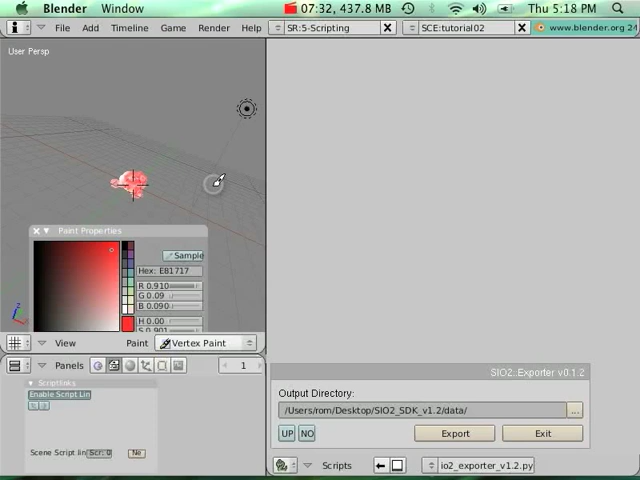 Blender Window 07:32, 437.8 MB Thu 5:18 PM
File Add Timeline Game Render Help SR:5-Scripting SCE:tutorial02 www.blender.org 24
User Persp
Paint Properties
Sample
Hex: E81717
R 0.910
G 0.09
B 0.090
H 0.00
S 0.901
View Paint Vertex Paint
Panels 1
Scriptlinks
Enable Script Lin
Scene Script lin Scr: 0 Ne
SIO2::Exporter v0.1.2
Output Directory:
/Users/rom/Desktop/SIO2_SDK_v1.2/data/ ...
UP NO Export Exit
Scripts io2_exporter_v1.2.py